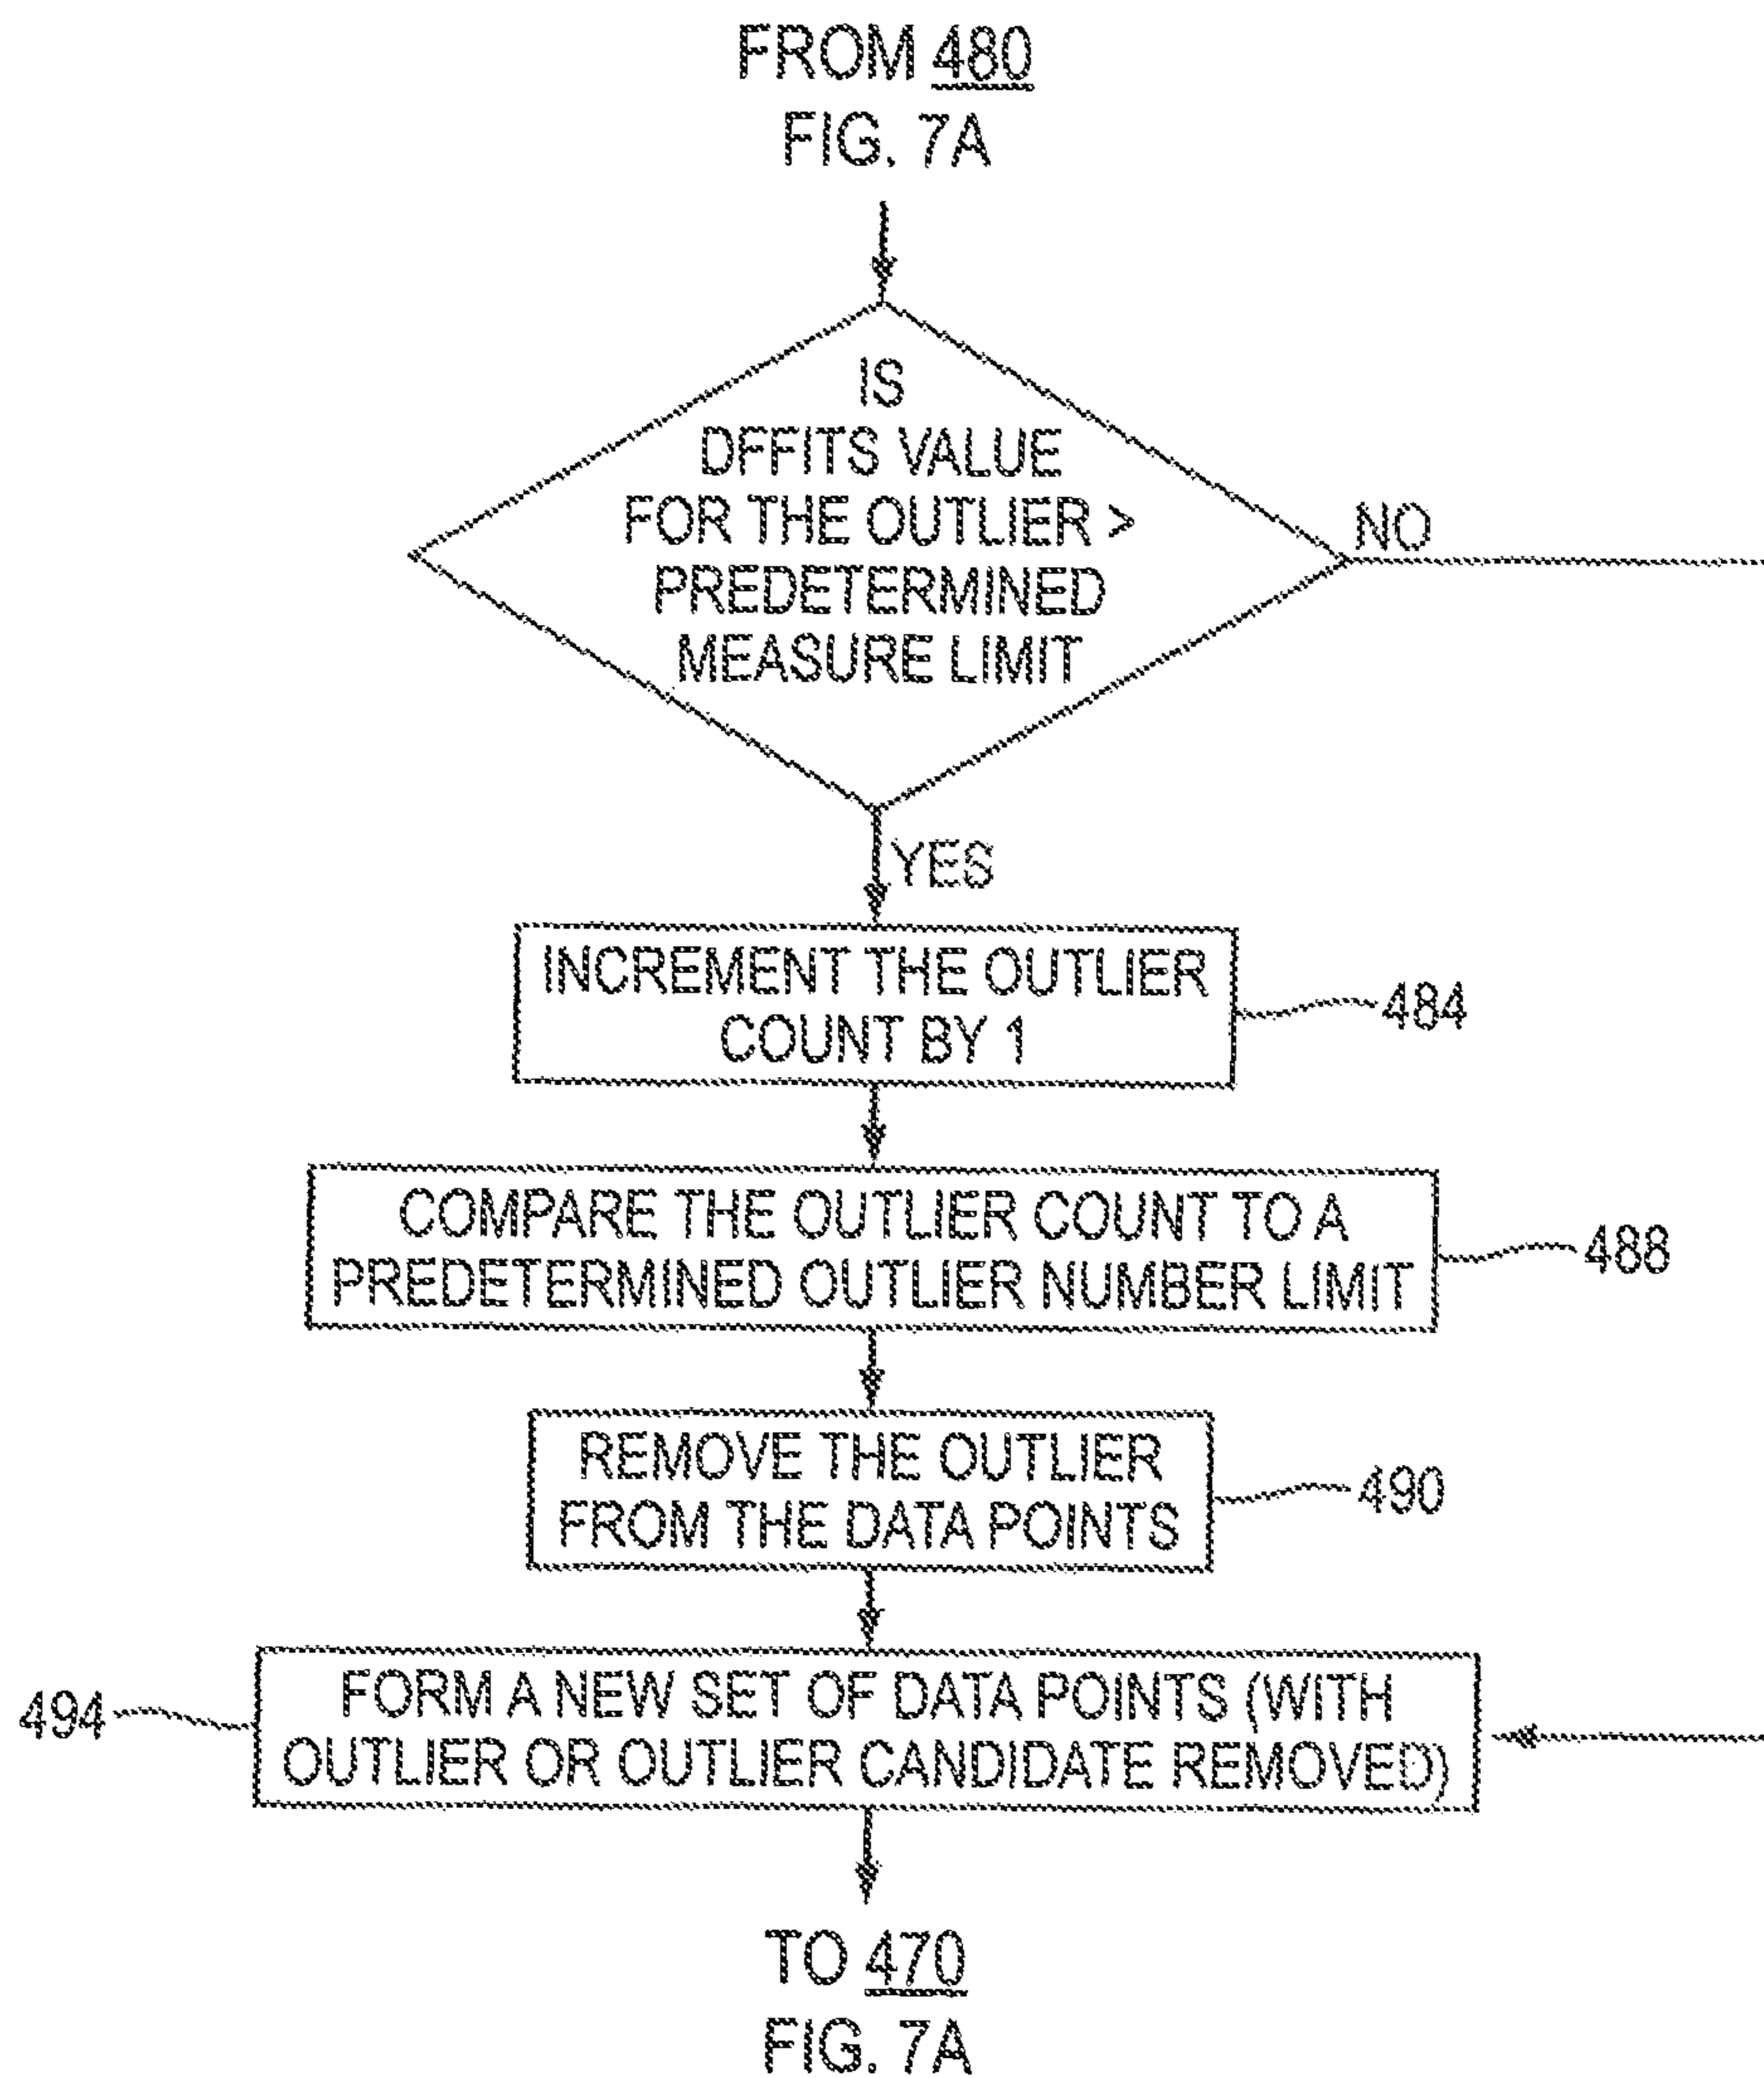 FROM 480
FIG. 7A
IS
DFFITS VALUE
FOR THE OUTLIER >
PREDETERMINED
MEASURE LIMIT
NO
YES
INCREMENT THE OUTLIER
COUNT BY 1
484
COMPARE THE OUTLIER COUNT TO A
PREDETERMINED OUTLIER NUMBER LIMIT
488
REMOVE THE OUTLIER
FROM THE DATA POINTS
490
494
FORM A NEW SET OF DATA POINTS (WITH
OUTLIER OR OUTLIER CANDIDATE REMOVED)
TO 470
FIG. 7A